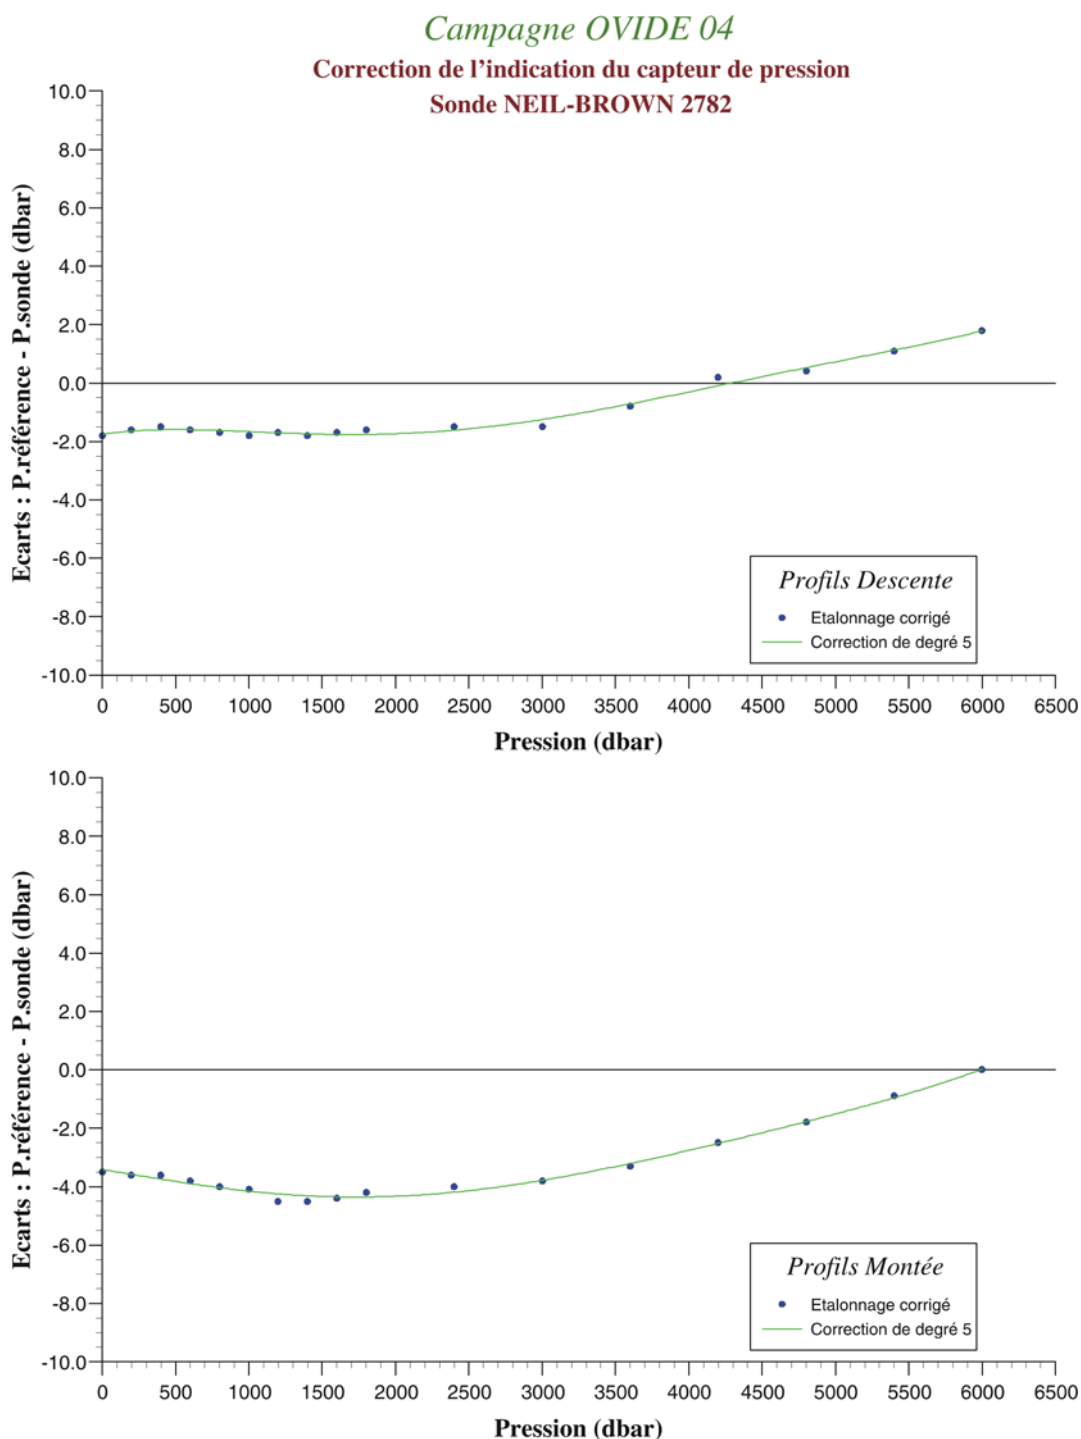 Campagne OVIDE 04
Correction de l'indication du capteur de pression
Sonde NEIL-BROWN 2782
10.0
8.0
6.0
4.0
2.0
0.0
-2.0
-4.0
-6.0
-8.0
-10.0
Ecarts : P.référence - P.sonde (dbar)
Profils Descente
Etalonnage corrigé
Correction de degré 5
0 500 1000 1500 2000 2500 3000 3500 4000 4500 5000 5500 6000 6500
Pression (dbar)
10.0
8.0
6.0
4.0
2.0
0.0
-2.0
-4.0
-6.0
-8.0
-10.0
Ecarts : P.référence - P.sonde (dbar)
Profils Montée
Etalonnage corrigé
Correction de degré 5
0 500 1000 1500 2000 2500 3000 3500 4000 4500 5000 5500 6000 6500
Pression (dbar)